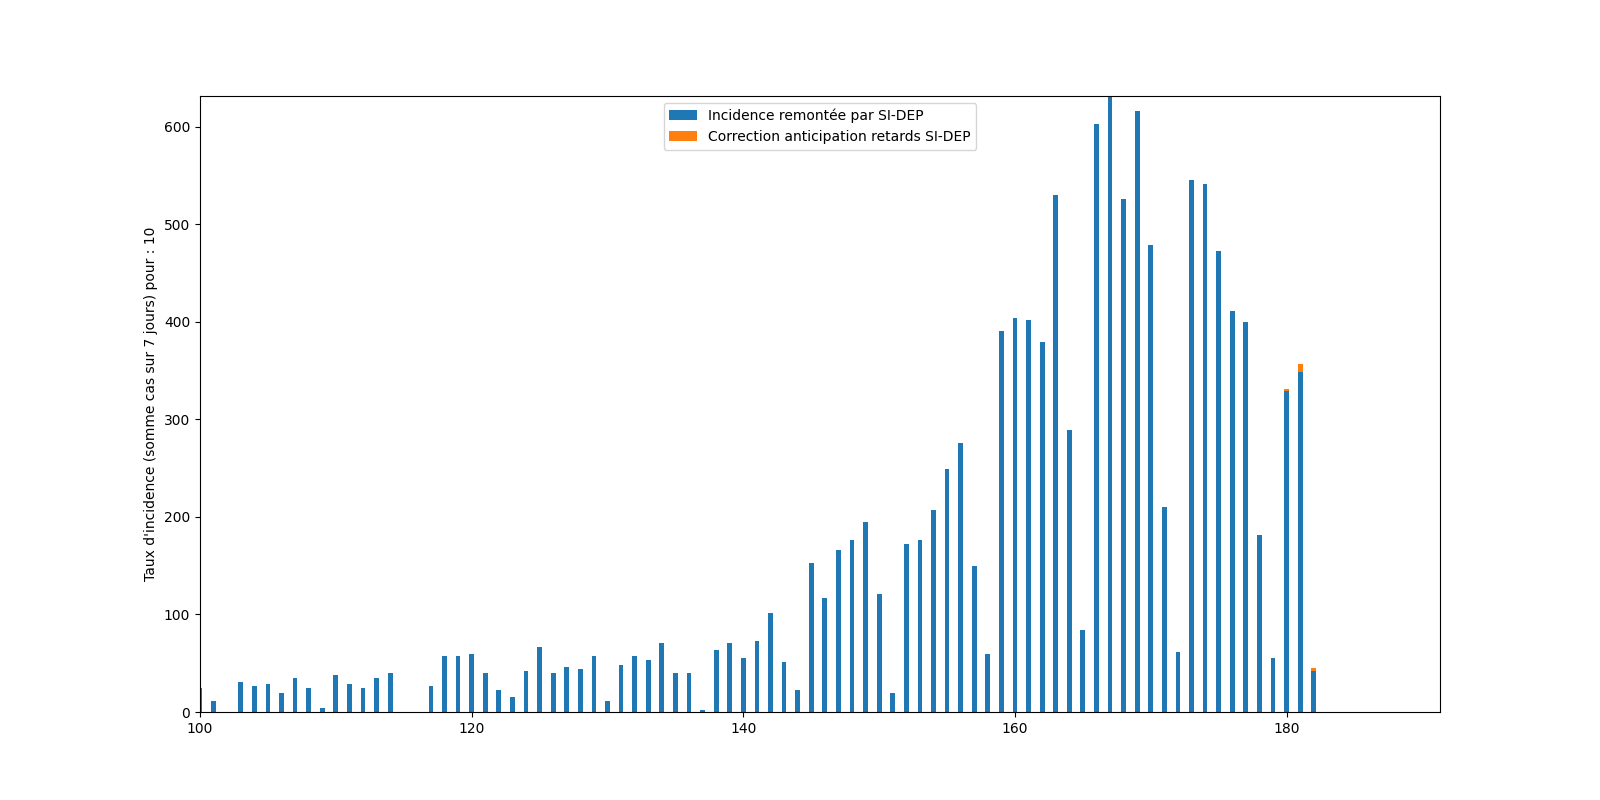 Incidence remontée par SI-DEP
Correction anticipation retards SI-DEP
Taux d'incidence (somme cas sur 7 jours) pour : 10
600
500
400
300
200
100
0
100 120 140 160 180